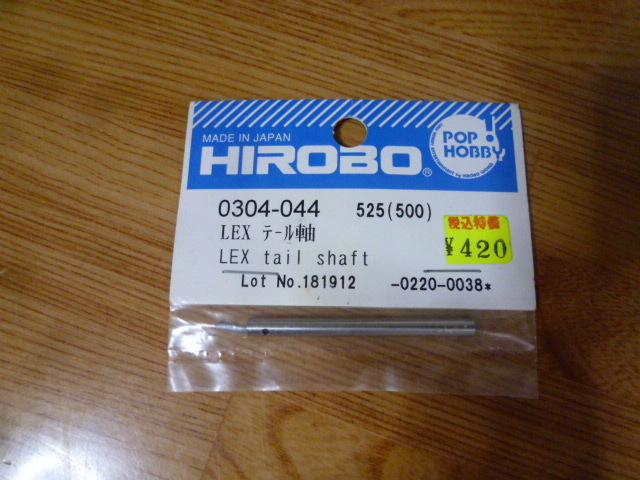 MADE IN JAPAN
HIROBO®
POP!
HOBBY
0304-044 525(500)
LEX テール軸
LEX tail shaft
Lot No.181912 -0220-0038*
税込特価
¥420